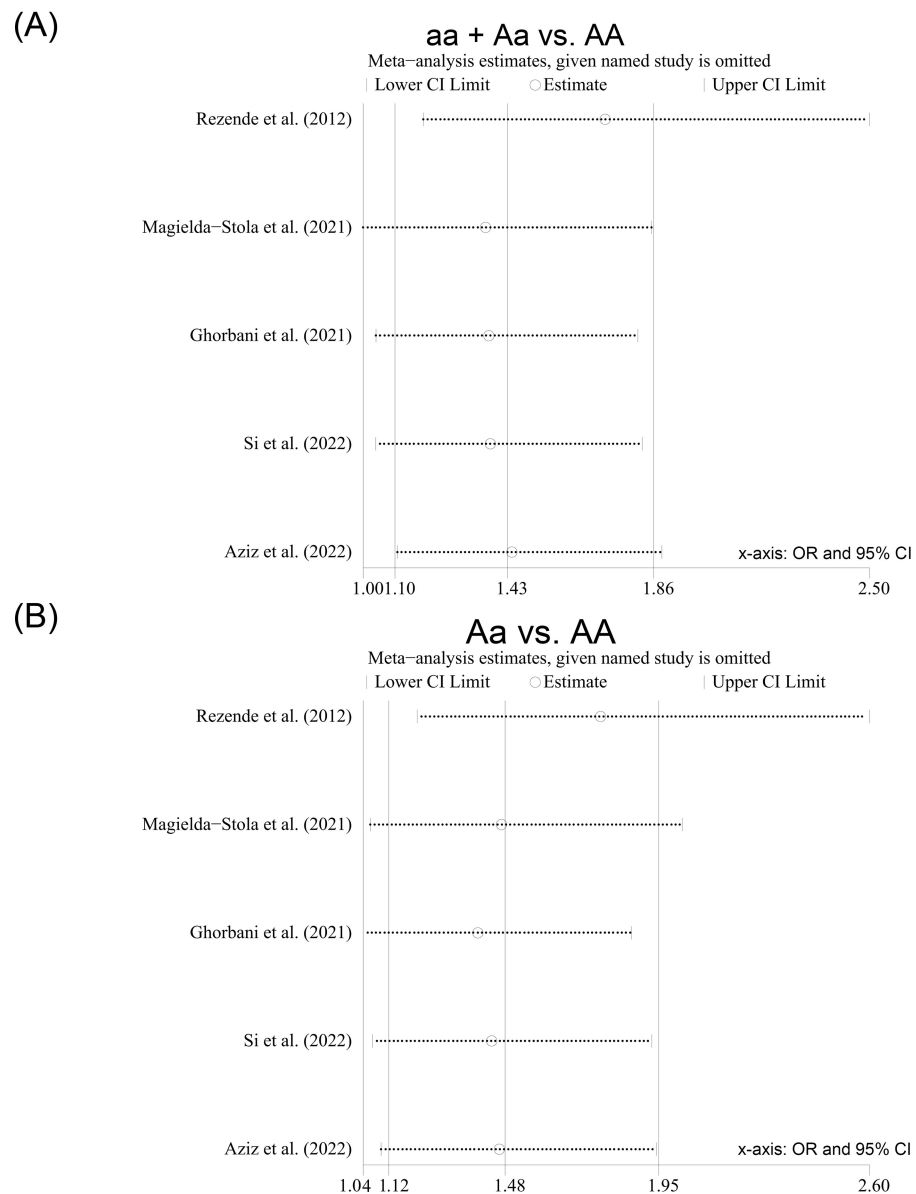 (A)
aa + Aa vs. AA
Meta−analysis estimates, given named study is omitted
Lower CI Limit Estimate Upper CI Limit
Rezende et al. (2012)
Magielda−Stola et al. (2021)
Ghorbani et al. (2021)
Si et al. (2022)
Aziz et al. (2022)
x-axis: OR and 95% CI
1.00 1.10 1.43 1.86 2.50
(B)
Aa vs. AA
Meta−analysis estimates, given named study is omitted
Lower CI Limit Estimate Upper CI Limit
Rezende et al. (2012)
Magielda−Stola et al. (2021)
Ghorbani et al. (2021)
Si et al. (2022)
Aziz et al. (2022)
x-axis: OR and 95% CI
1.04 1.12 1.48 1.95 2.60